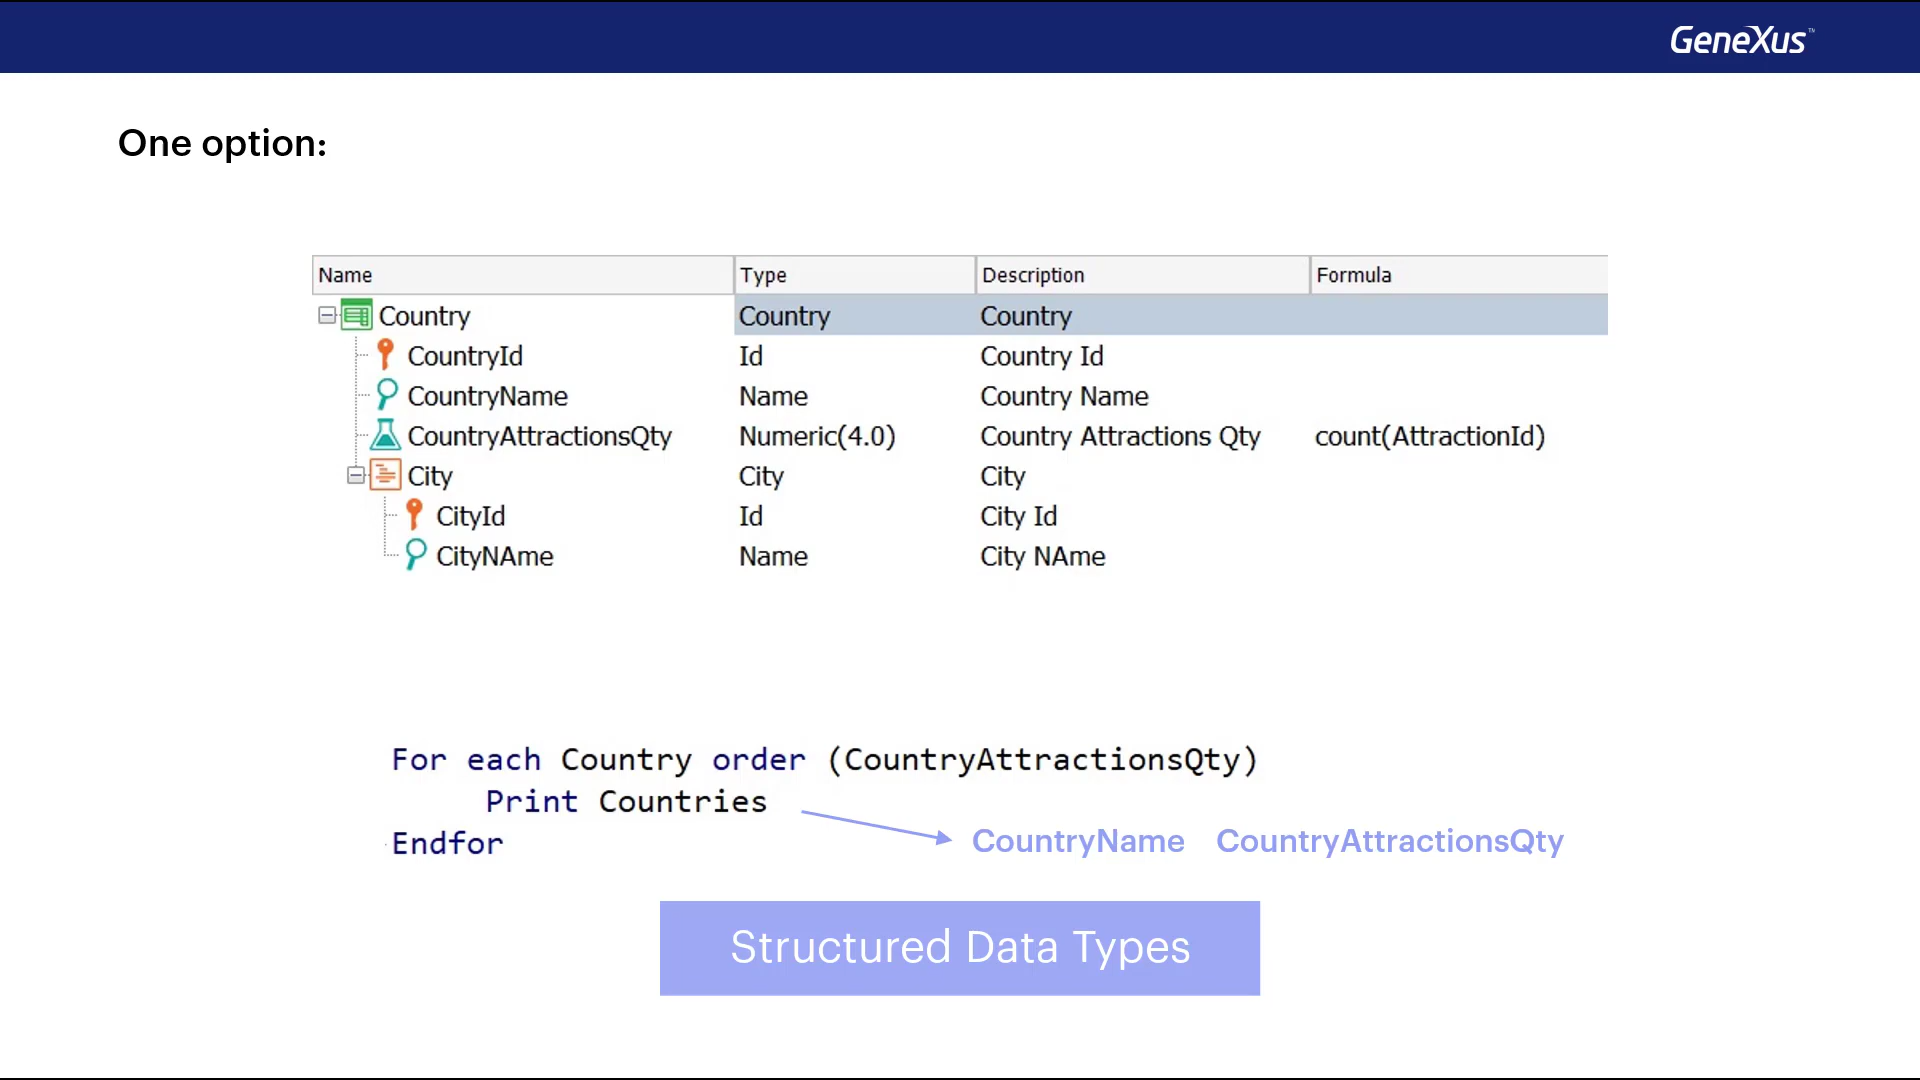 GeneXus™
One option:
Name Type Description Formula
Country Country Country
CountryId Id Country Id
CountryName Name Country Name
CountryAttractionsQty Numeric(4.0) Country Attractions Qty count(AttractionId)
City City City
CityId Id City Id
CityNAme Name City NAme
For each Country order (CountryAttractionsQty)
Print Countries
Endfor
CountryName CountryAttractionsQty
Structured Data Types